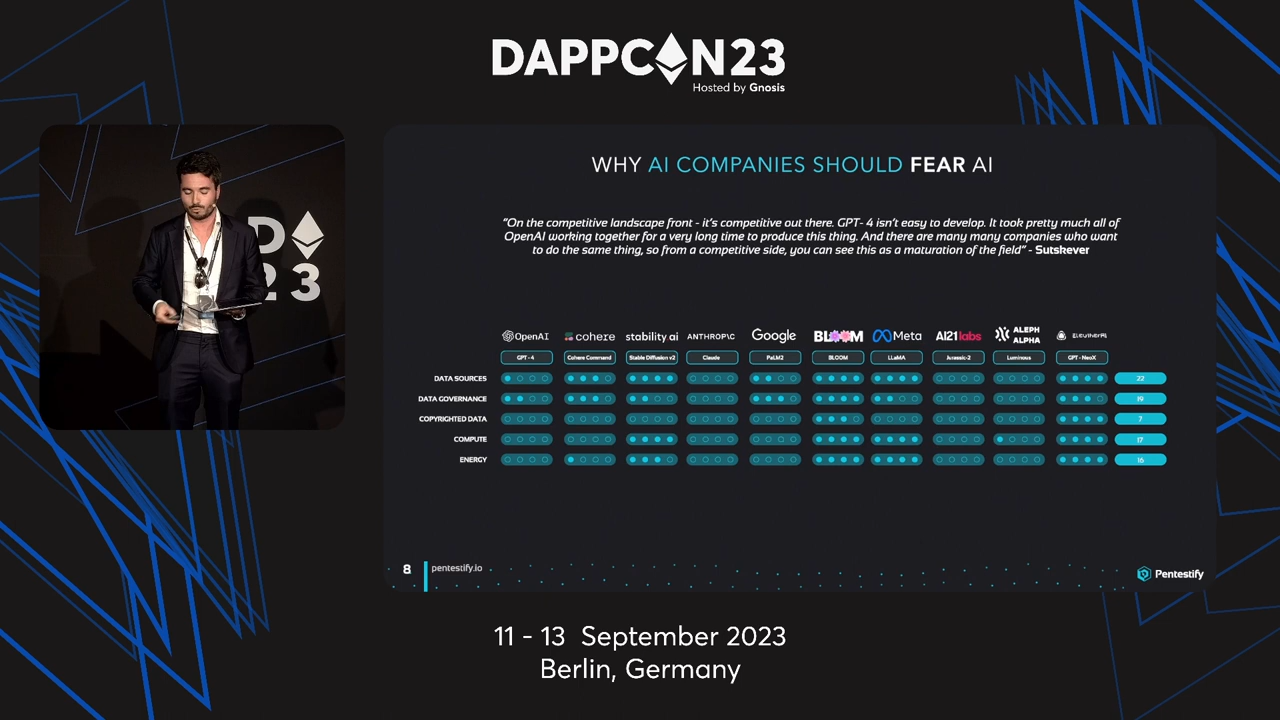 DAPPCON23
Hosted by Gnosis
D
23
WHY AI COMPANIES SHOULD FEAR AI
"On the competitive landscape front - it's competitive out there. GPT- 4 isn't easy to develop. It took pretty much all of
OpenAI working together for a very long time to produce this thing. And there are many many companies who want
to do the same thing, so from a competitive side, you can see this as a maturation of the field" - Sutskever
OpenAI cohere stability ai ANTHROP\C Google BLOOM Meta AI21 labs ALEPH ALPHA EleutherAI
GPT-4 Cohere Command Stable Diffusion v2 Claude PaLM2 BLOOM LLaMA Jurassic-2 Luminous GPT-NeoX
DATA SOURCES 22
DATA GOVERNANCE 19
COPYRIGHTED DATA 7
COMPUTE 17
ENERGY 16
8 pentestify.io Pentestify
11 - 13 September 2023
Berlin, Germany